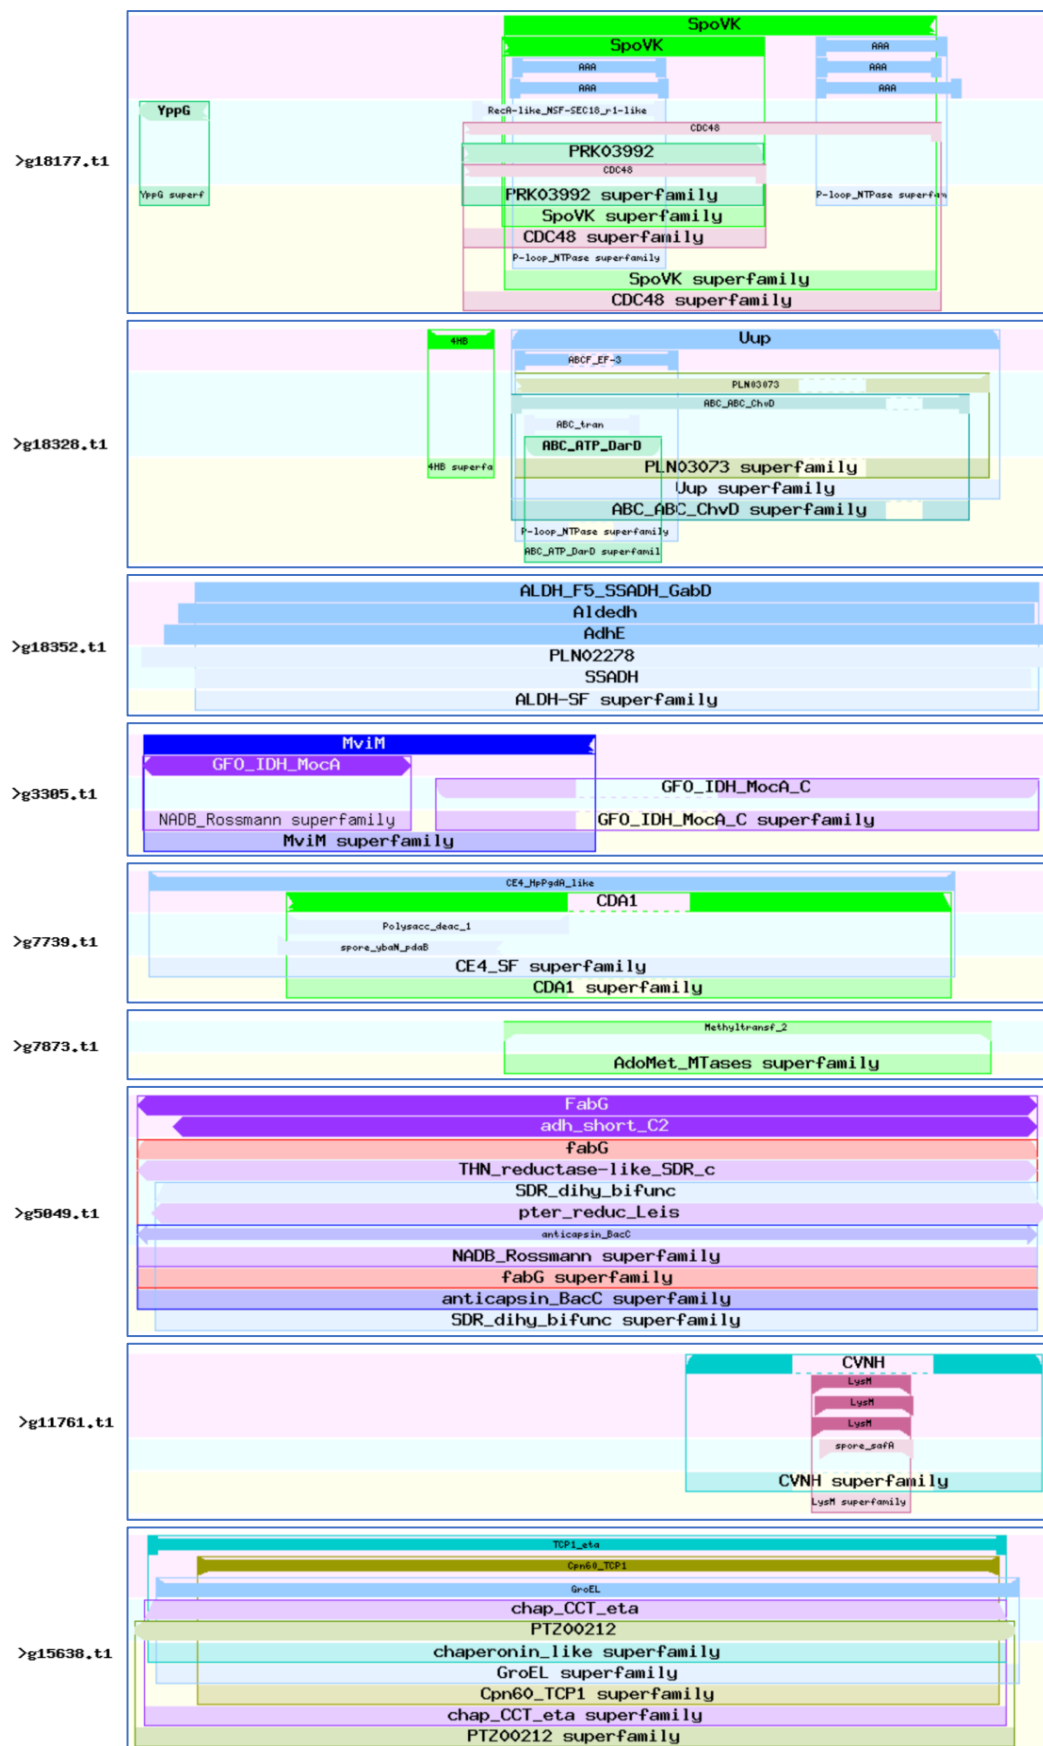 SpoVK
SpoVK
AAA
AAA
AAA
AAA
AAA
YppG
RecA-like_NSF-SEC18_r1-like
CDC48
PRK03992
>g18177.t1
CDC48
YppG superf
PRK03992 superfamily
P-loop_NTPase superfam
SpoVK superfamily
CDC48 superfamily
P-loop_NTPase superfamily
SpoVK superfamily
CDC48 superfamily
4HB
Uup
ABCF_EF-3
PLN03073
ABC_ABC_ChvD
ABC_tran
>g18328.t1
ABC_ATP_DarD
4HB superfa
PLN03073 superfamily
Uup superfamily
ABC_ABC_ChvD superfamily
P-loop_NTPase superfamily
ABC_ATP_DarD superfamil
ALDH_F5_SSADH_GabD
Aldedh
AdhE
>g18352.t1
PLN02278
SSADH
ALDH-SF superfamily
MviM
GFO_IDH_MocA
GFO_IDH_MocA_C
>g3305.t1
NADB_Rossmann superfamily
GFO_IDH_MocA_C superfamily
MviM superfamily
CE4_HpPgdA_like
CDA1
Polysacc_deac_1
>g7739.t1
spore_ybaN_pdaB
CE4_SF superfamily
CDA1 superfamily
Methyltransf_2
>g7873.t1
AdoMet_MTases superfamily
FabG
adh_short_C2
fabG
THN_reductase-like_SDR_c
SDR_dihy_bifunc
>g5049.t1
pter_reduc_Leis
anticapsin_BacC
NADB_Rossmann superfamily
fabG superfamily
anticapsin_BacC superfamily
SDR_dihy_bifunc superfamily
CVNH
LysM
LysM
>g11761.t1
LysM
spore_safA
CVNH superfamily
LysM superfamily
TCP1_eta
Cpn60_TCP1
GroEL
chap_CCT_eta
PTZ00212
>g15638.t1
chaperonin_like superfamily
GroEL superfamily
Cpn60_TCP1 superfamily
chap_CCT_eta superfamily
PTZ00212 superfamily